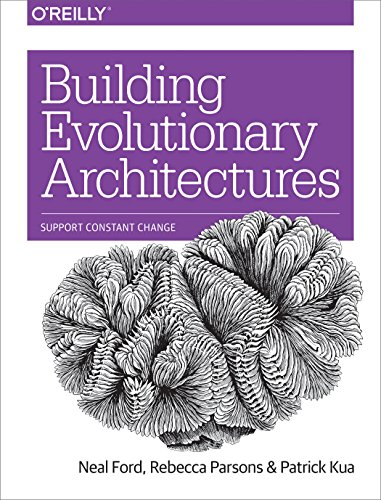 O'REILLY®
Building
Evolutionary
Architectures
SUPPORT CONSTANT CHANGE
Neal Ford, Rebecca Parsons & Patrick Kua